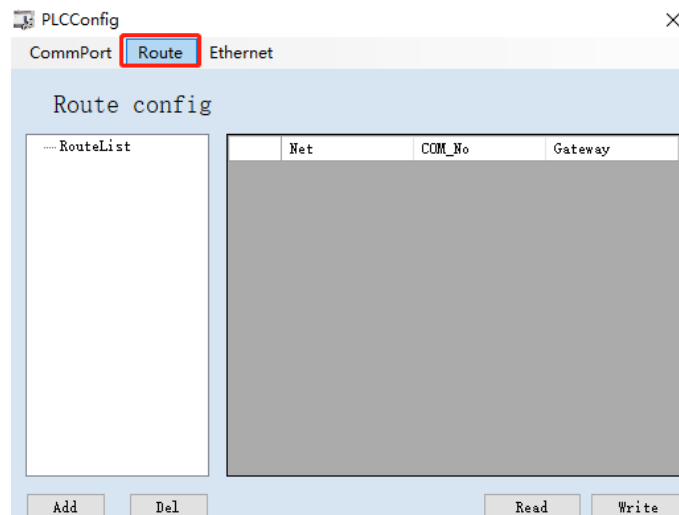 PLCConfig
CommPort Route Ethernet
Route config
RouteList
Net COM_No Gateway
Add Del Read Write